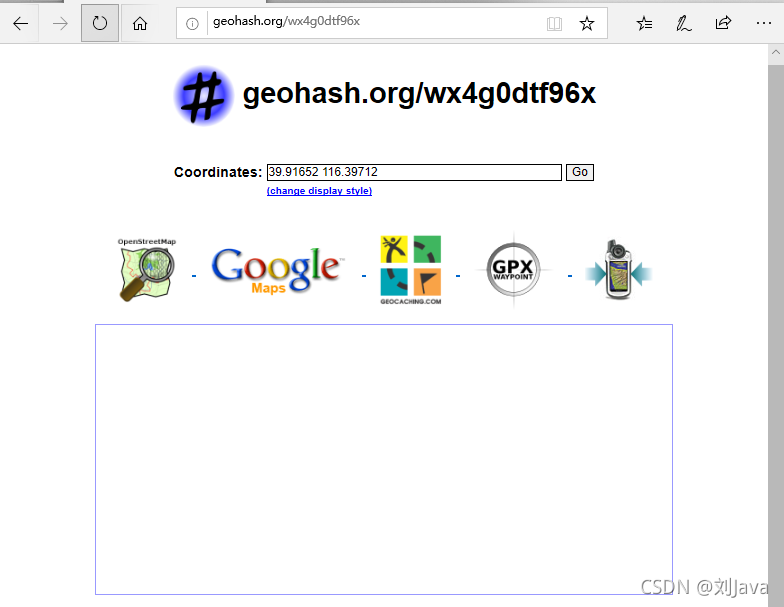 geohash.org/wx4g0dtf96x
# geohash.org/wx4g0dtf96x
Coordinates: 39.91652 116.39712 Go
(change display style)
OpenStreetMap
- Google™ - - -
Maps
GEOCACHING.COM
GPX
WAYPOINT
CSDN @刘Java